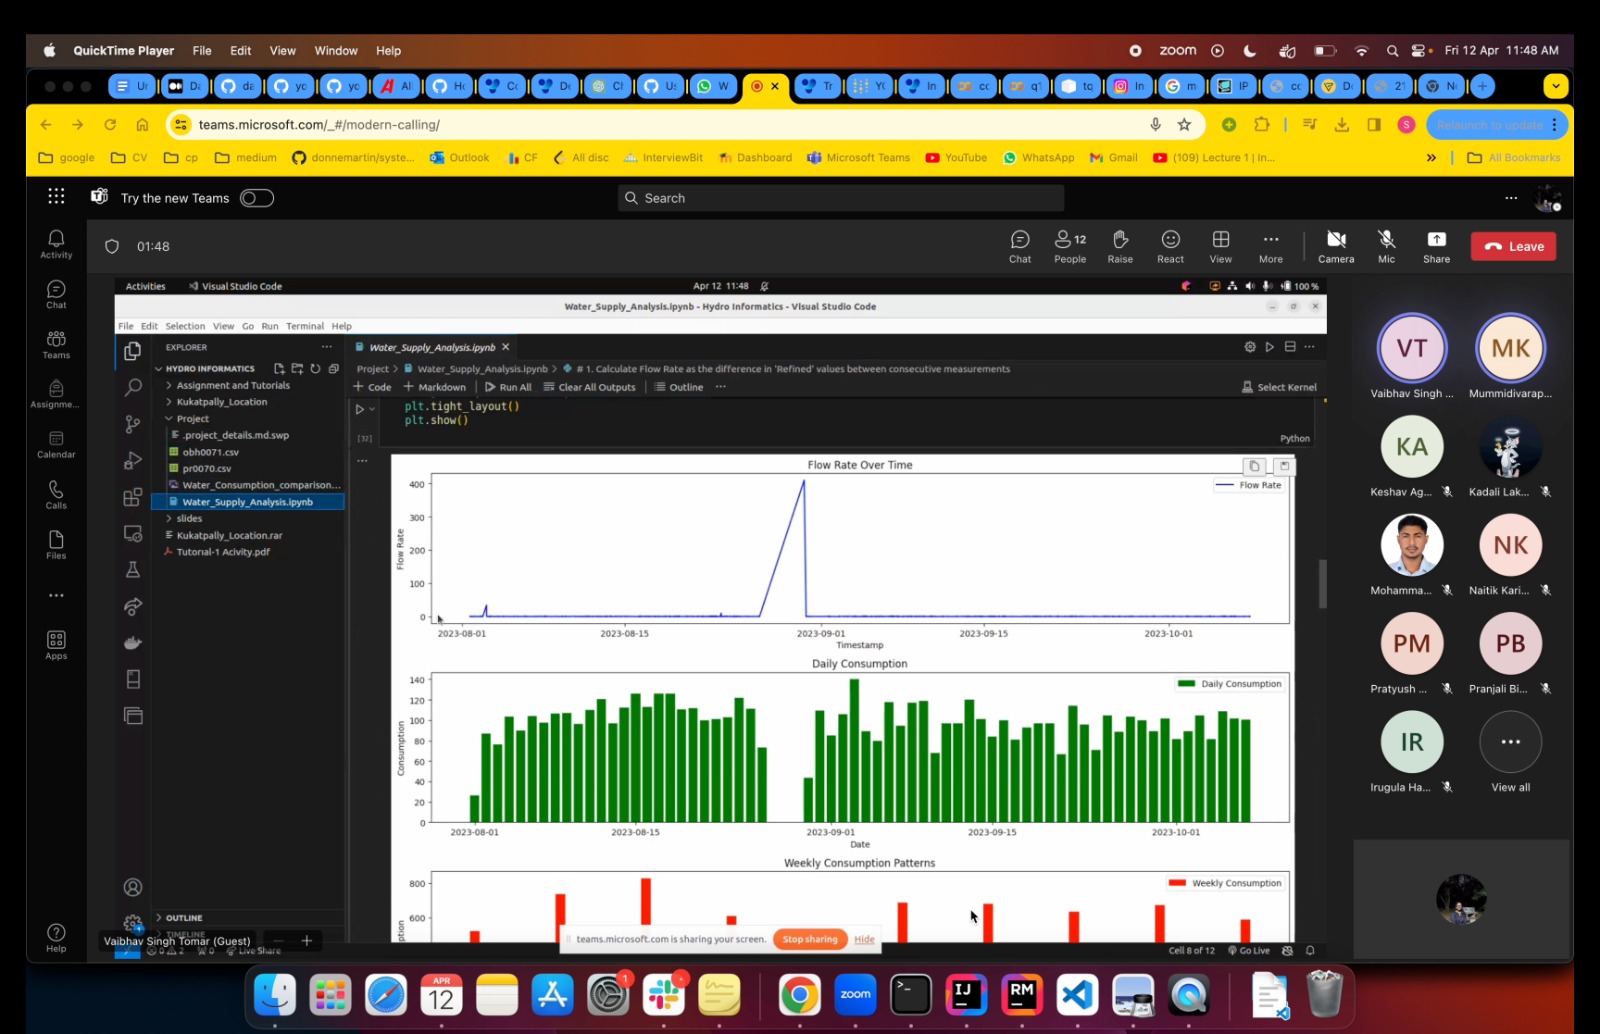 QuickTime Player File Edit View Window Help
zoom Fri 12 Apr 11:48 AM
teams.microsoft.com/_#/modern-calling/
Relaunch to update
google CV cp medium donnemartin/syste... Outlook CF All disc InterviewBit Dashboard Microsoft Teams YouTube WhatsApp Gmail (109) Lecture 1 | In... » All Bookmarks
Try the new Teams
Search
01:48
Chat
12
People
Raise
React
View
More
Camera
Mic
Share
Leave
Activity
Chat
Teams
Assignme...
Calendar
Calls
Files
Apps
Help
Activities Visual Studio Code
Apr 12 11:48
100 %
Water_Supply_Analysis.ipynb - Hydro Informatics - Visual Studio Code
File Edit Selection View Go Run Terminal Help
EXPLORER
HYDRO INFORMATICS
Assignment and Tutorials
Kukatpally_Location
Project
.project_details.md.swp
obh0071.csv
pr0070.csv
Water_Consumption_comparison...
Water_Supply_Analysis.ipynb
slides
Kukatpally_Location.rar
Tutorial-1 Acivity.pdf
OUTLINE
TIMELINE
Water_Supply_Analysis.ipynb
Project > Water_Supply_Analysis.ipynb > # 1. Calculate Flow Rate as the difference in 'Refined' values between consecutive measurements
+ Code + Markdown Run All Clear All Outputs Outline ...
Select Kernel
plt.tight_layout()
plt.show()
[32]
Python
Flow Rate Over Time
Flow Rate
400
300
200
100
0
Flow Rate
2023-08-01 2023-08-15 2023-09-01 2023-09-15 2023-10-01
Timestamp
Daily Consumption
Daily Consumption
140
120
100
80
60
40
20
0
Consumption
2023-08-01 2023-08-15 2023-09-01 2023-09-15 2023-10-01
Date
Weekly Consumption Patterns
Weekly Consumption
800
600
Vaibhav Singh Tomar (Guest)
Live Share
teams.microsoft.com is sharing your screen.
Stop sharing
Hide
Cell 8 of 12
Go Live
VT
Vaibhav Singh ...
MK
Mummidivarap...
KA
Keshav Ag...
Kadali Lak...
Mohamma...
NK
Naitik Kari...
PM
Pratyush ...
PB
Pranjali Bi...
IR
Irugula Ha...
View all
APR
12
1
zoom
IJ
RM